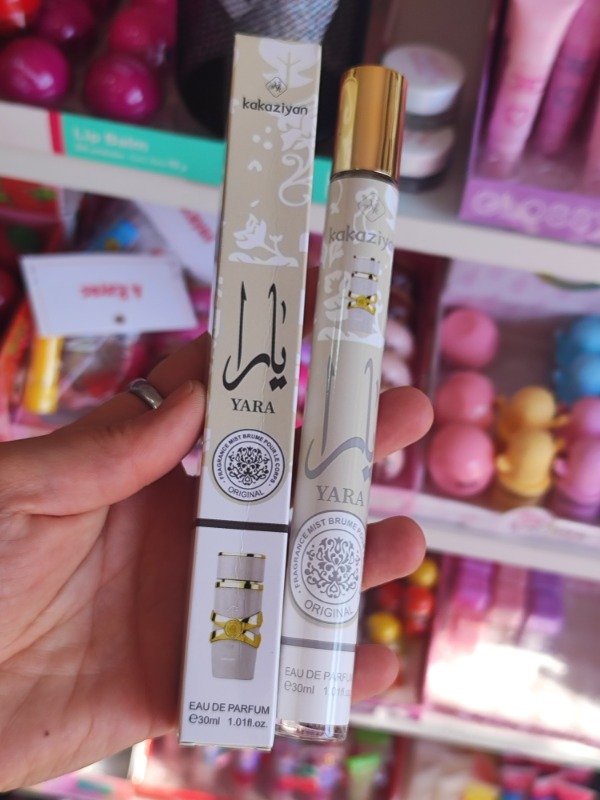 kakaziyan
يارا
YARA
FRAGRANCE MIST BRUME POUR LE CORPS
ORIGINAL
EAU DE PARFUM
℮30ml 1.01fl.oz.
kakaziyan
يارا
YARA
FRAGRANCE MIST BRUME POUR LE CORPS
ORIGINAL
EAU DE PARFUM
℮30ml 1.01fl.oz
Lip Balm